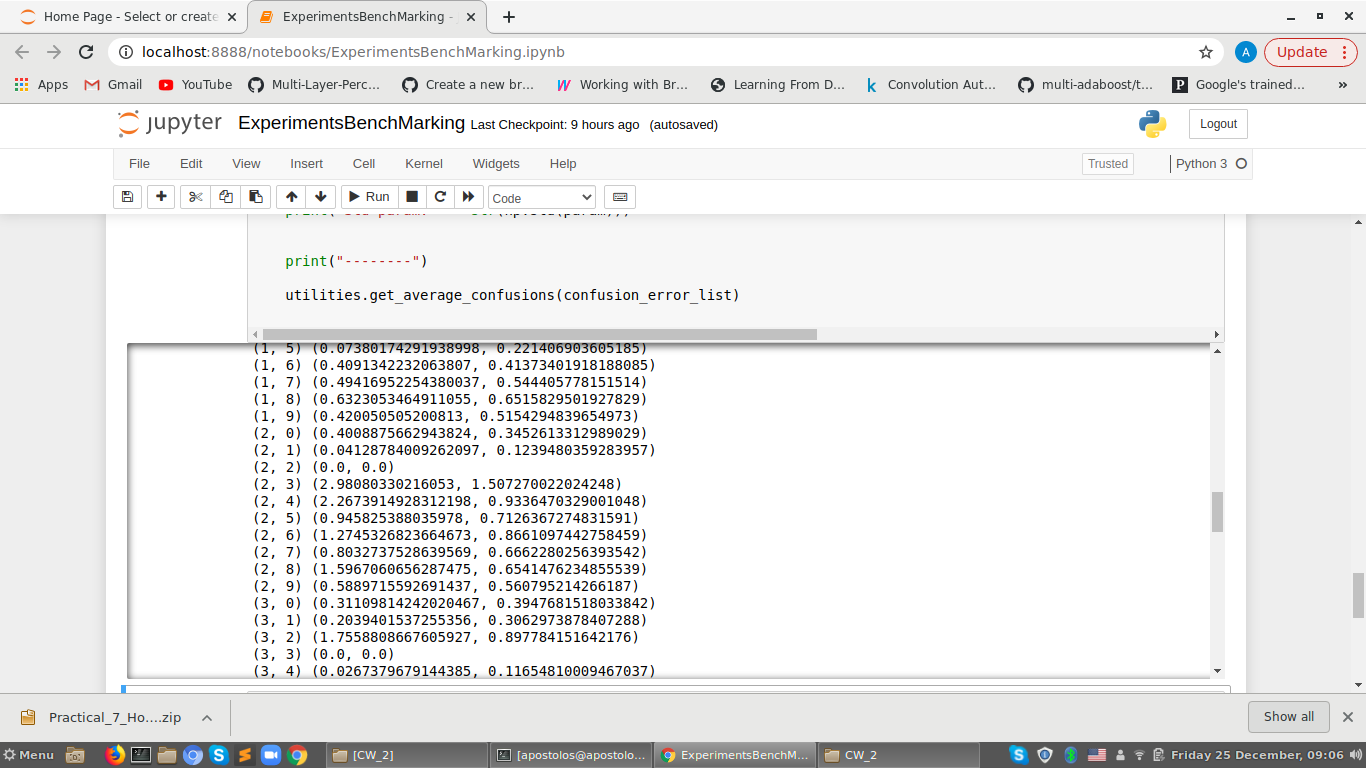 Home Page - Select or create
ExperimentsBenchMarking -
localhost:8888/notebooks/ExperimentsBenchMarking.ipynb
A
Update
Apps
Gmail
YouTube
Multi-Layer-Perc...
Create a new br...
Working with Br...
Learning From D...
Convolution Aut...
multi-adaboost/t...
Google's trained...
»
jupyter ExperimentsBenchMarking Last Checkpoint: 9 hours ago (autosaved)
Logout
File Edit View Insert Cell Kernel Widgets Help
Trusted Python 3
Run Code
print("--------")
utilities.get_average_confusions(confusion_error_list)
(1, 5) (0.07380174291938998, 0.221406903605185)
(1, 6) (0.4091342232063807, 0.41373401918188085)
(1, 7) (0.49416952254380037, 0.544405778151514)
(1, 8) (0.6323053464911055, 0.6515829501927829)
(1, 9) (0.420050505200813, 0.5154294839654973)
(2, 0) (0.4008875662943824, 0.3452613312989029)
(2, 1) (0.04128784009262097, 0.1239480359283957)
(2, 2) (0.0, 0.0)
(2, 3) (2.98080330216053, 1.507270022024248)
(2, 4) (2.2673914928312198, 0.9336470329001048)
(2, 5) (0.945825388035978, 0.7126367274831591)
(2, 6) (1.2745326823664673, 0.8661097442758459)
(2, 7) (0.8032737528639569, 0.6662280256393542)
(2, 8) (1.5967060656287475, 0.6541476234855539)
(2, 9) (0.5889715592691437, 0.560795214266187)
(3, 0) (0.31109814242020467, 0.3947681518033842)
(3, 1) (0.2039401537255356, 0.3062973878407288)
(3, 2) (1.7558808667605927, 0.897784151642176)
(3, 3) (0.0, 0.0)
(3, 4) (0.0267379679144385, 0.11654810009467037)
Practical_7_Ho....zip
Show all
Menu
[CW_2]
[apostolos@apostolo...
ExperimentsBenchM...
CW_2
Friday 25 December, 09:06